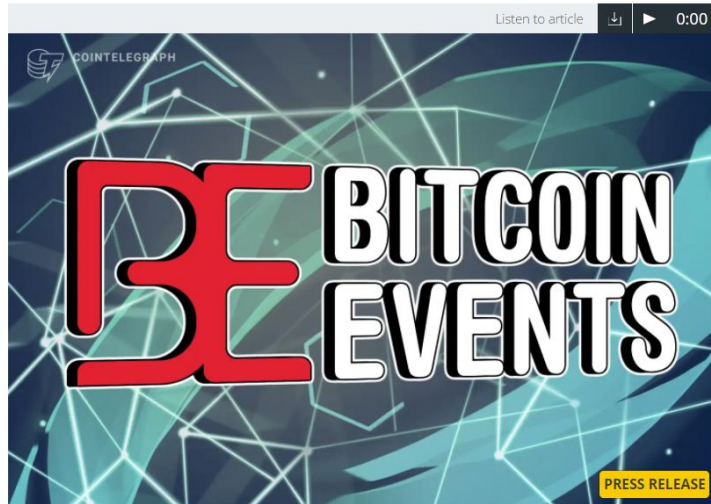 Listen to article 0:00
COINTELEGRAPH
BE BITCOIN
EVENTS
PRESS RELEASE